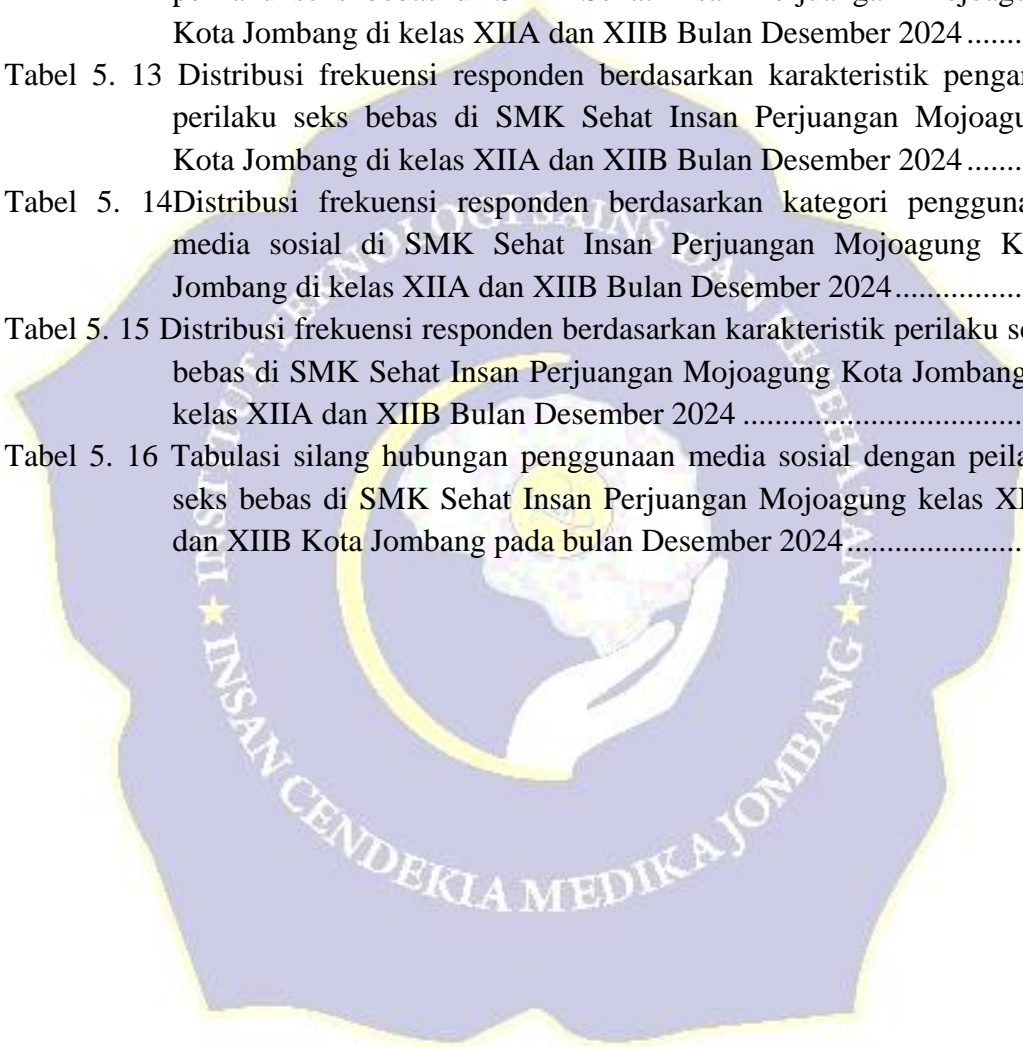 Kota Jombang di kelas XIIA dan XIIB Bulan Desember 2024 .......
Tabel 5. 13 Distribusi frekuensi responden berdasarkan karakteristik
perilaku seks bebas di SMK Sehat Insan Perjuangan
Kota Jombang di kelas XIIA dan XIIB Bulan Desember 2024 .......
Tabel 5. 14Distribusi frekuensi responden berdasarkan kategori
media sosial di SMK Sehat Insan Perjuangan Mojoagung
Jombang di kelas XIIA dan XIIB Bulan Desember 2024 ...............
Tabel 5. 15 Distribusi frekuensi responden berdasarkan karakteristik perilaku
bebas di SMK Sehat Insan Perjuangan Mojoagung Kota Jombang
kelas XIIA dan XIIB Bulan Desember 2024 ..................................
Tabel 5. 16 Tabulasi silang hubungan penggunaan media sosial dengan
seks bebas di SMK Sehat Insan Perjuangan Mojoagung kelas
dan XIIB Kota Jombang pada bulan Desember 2024 .....................
INSTITUT TEKNOLOGI SAINS DAN KESEHATAN
INSAN CENDEKIA MEDIKA JOMBANG